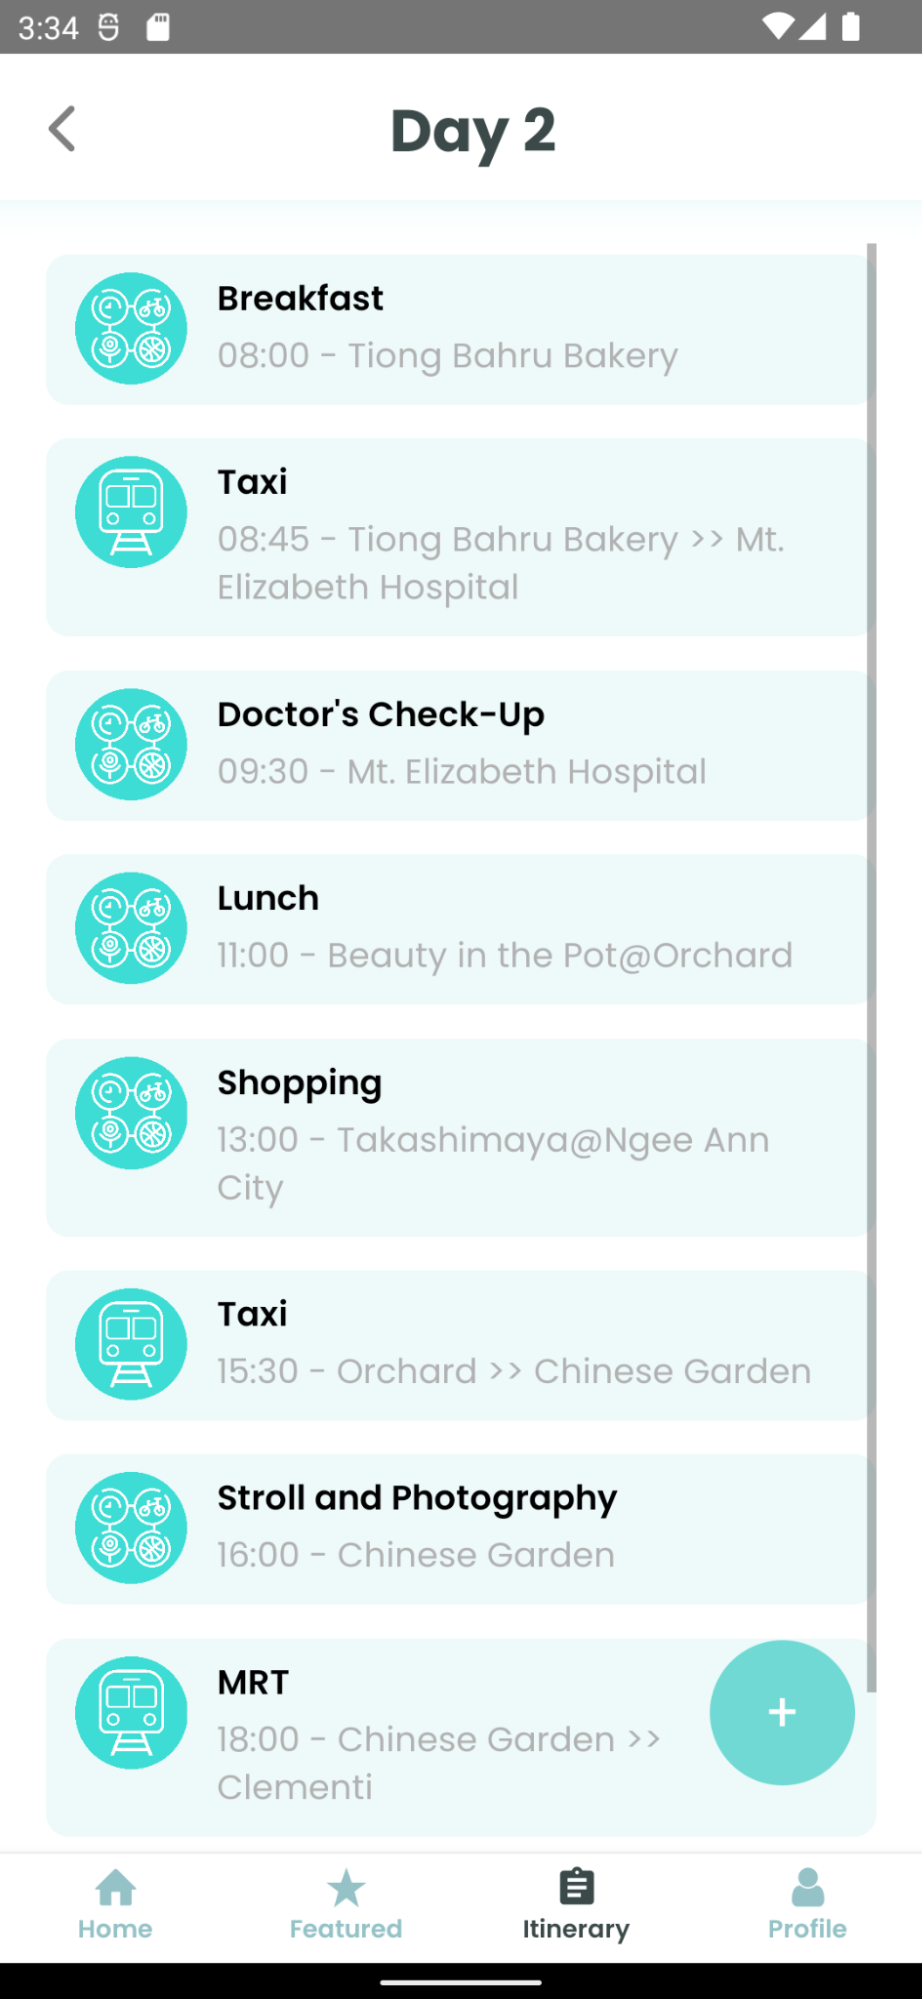 3:34
Day 2
Breakfast
08:00 - Tiong Bahru Bakery
Taxi
08:45 - Tiong Bahru Bakery >> Mt.
Elizabeth Hospital
Doctor's Check-Up
09:30 - Mt. Elizabeth Hospital
Lunch
11:00 - Beauty in the Pot@Orchard
Shopping
13:00 - Takashimaya@Ngee Ann
City
Taxi
15:30 - Orchard >> Chinese Garden
Stroll and Photography
16:00 - Chinese Garden
MRT
18:00 - Chinese Garden >>
Clementi
+
Home
Featured
Itinerary
Profile